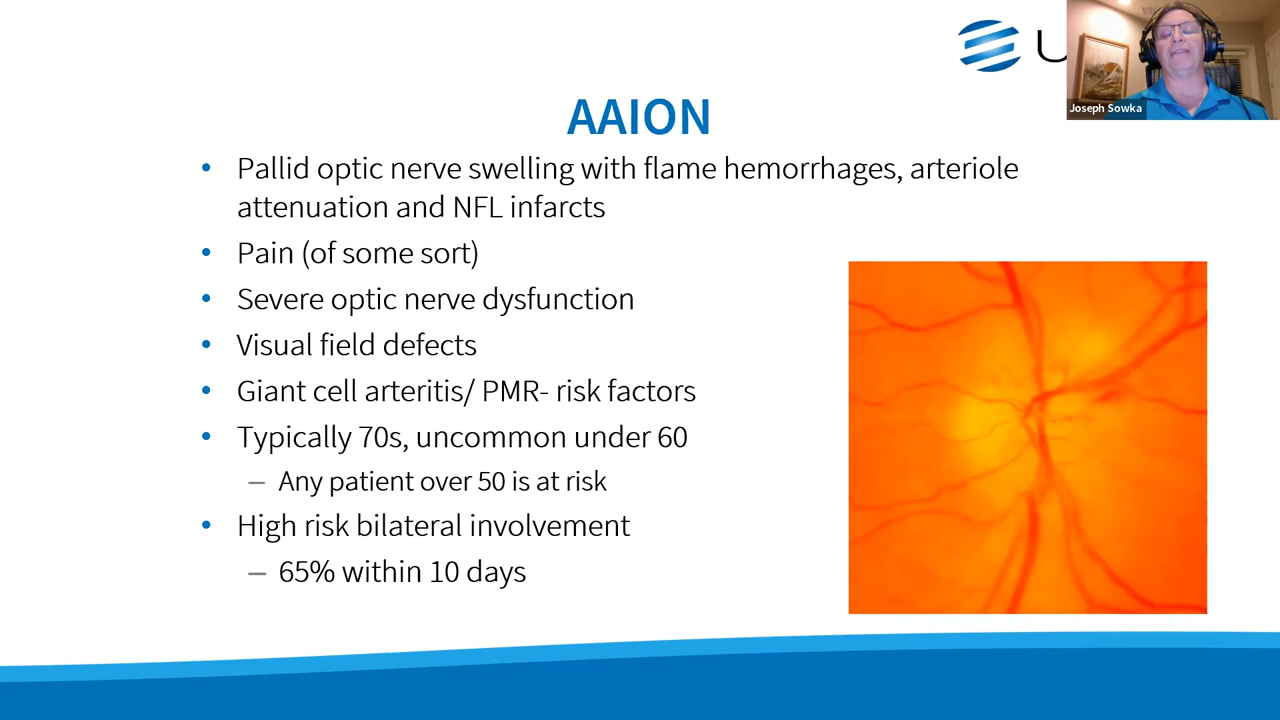 Joseph Sowka
AAION
• Pallid optic nerve swelling with flame hemorrhages, arteriole
attenuation and NFL infarcts
• Pain (of some sort)
• Severe optic nerve dysfunction
• Visual field defects
• Giant cell arteritis/ PMR- risk factors
• Typically 70s, uncommon under 60
– Any patient over 50 is at risk
• High risk bilateral involvement
– 65% within 10 days